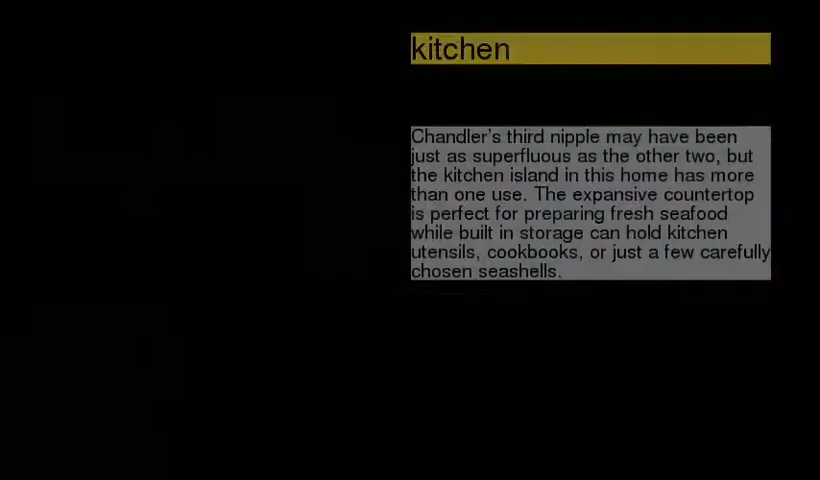 kitchen
Chandler's third nipple may have been
just as superfluous as the other two, but
the kitchen island in this home has more
than one use. The expansive countertop
is perfect for preparing fresh seafood
while built in storage can hold kitchen
utensils, cookbooks, or just a few carefully
chosen seashells.